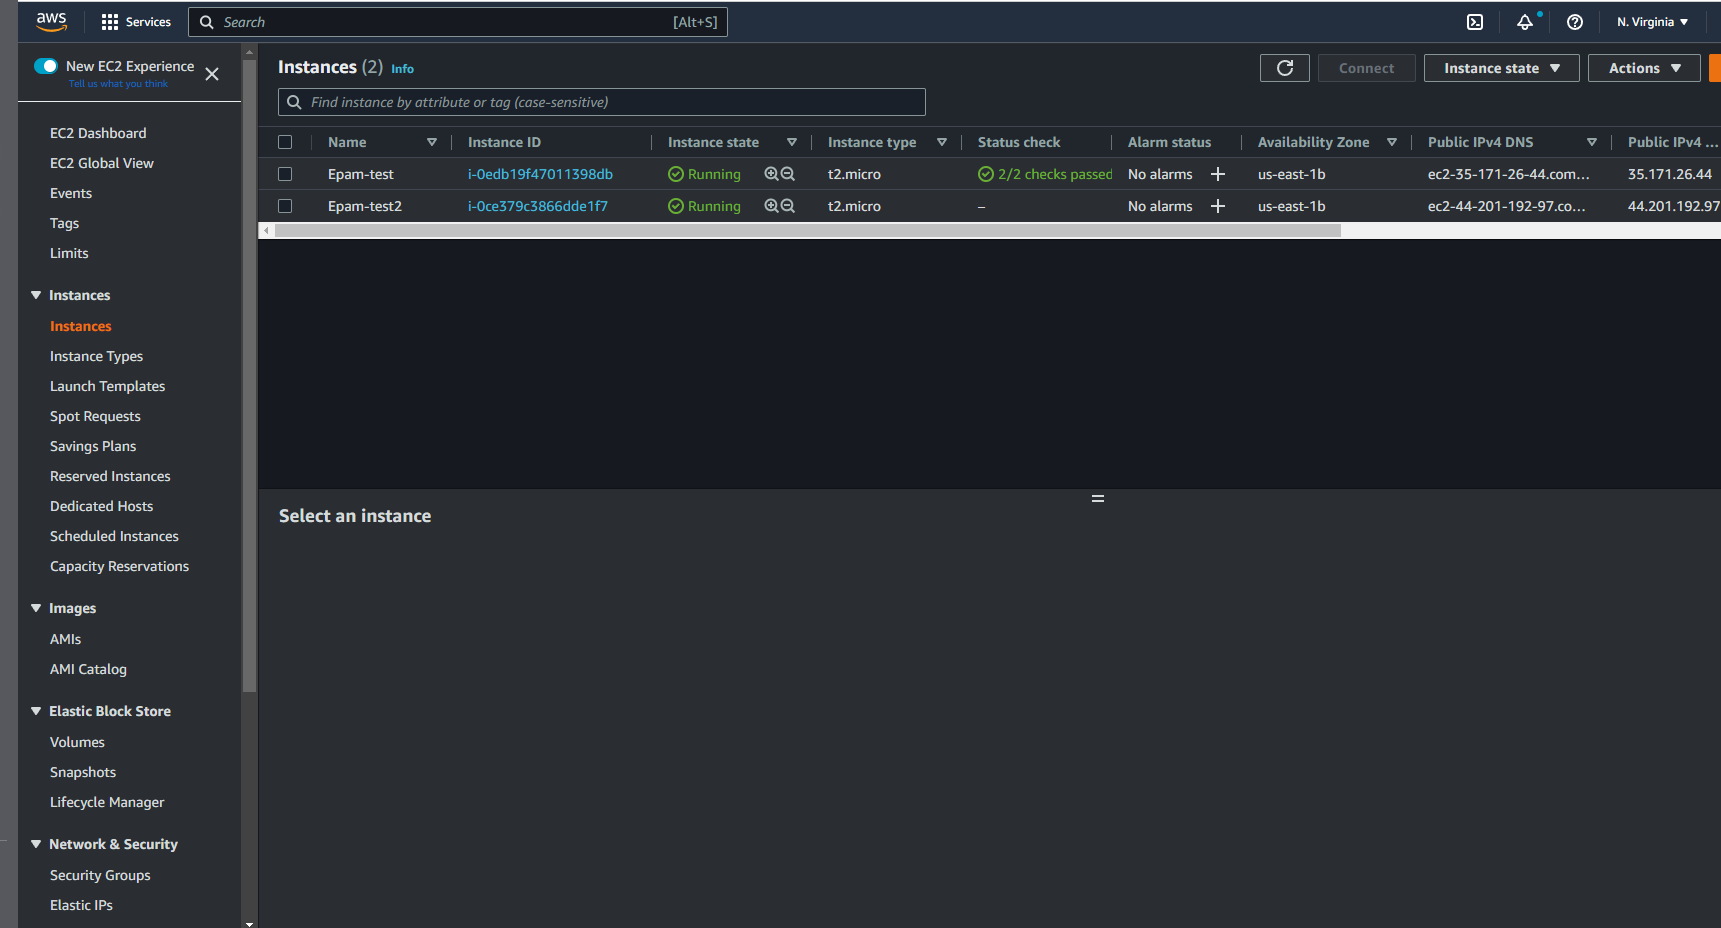 aws Services Search [Alt+S] N. Virginia
New EC2 Experience
Tell us what you think
EC2 Dashboard
EC2 Global View
Events
Tags
Limits
Instances
Instances
Instance Types
Launch Templates
Spot Requests
Savings Plans
Reserved Instances
Dedicated Hosts
Scheduled Instances
Capacity Reservations
Images
AMIs
AMI Catalog
Elastic Block Store
Volumes
Snapshots
Lifecycle Manager
Network & Security
Security Groups
Elastic IPs
Instances (2) Info Connect Instance state Actions
Find instance by attribute or tag (case-sensitive)
Name Instance ID Instance state Instance type Status check Alarm status Availability Zone Public IPv4 DNS Public IPv4 ...
Epam-test i-0edb19f47011398db Running t2.micro 2/2 checks passed No alarms + us-east-1b ec2-35-171-26-44.com... 35.171.26.44
Epam-test2 i-0ce379c3866dde1f7 Running t2.micro – No alarms + us-east-1b ec2-44-201-192-97.co... 44.201.192.97
Select an instance